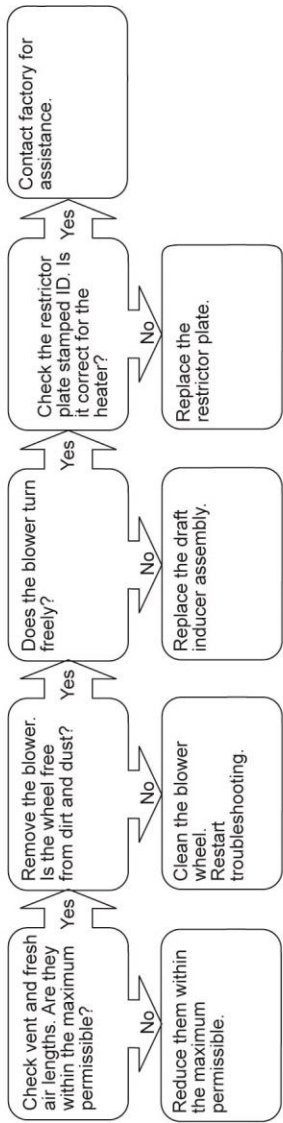 Check vent and fresh
air lengths. Are they
within the maximum
permissible?
Yes
No
Reduce them within
the maximum
permissible.
Remove the blower.
Is the wheel free
from dirt and dust?
Yes
No
Clean the blower
wheel.
Restart
troubleshooting.
Does the blower turn
freely?
Yes
No
Replace the draft
inducer assembly.
Check the restrictor
plate stamped ID. Is
it correct for the
heater?
Yes
No
Replace the
restrictor plate.
Contact factory for
assistance.